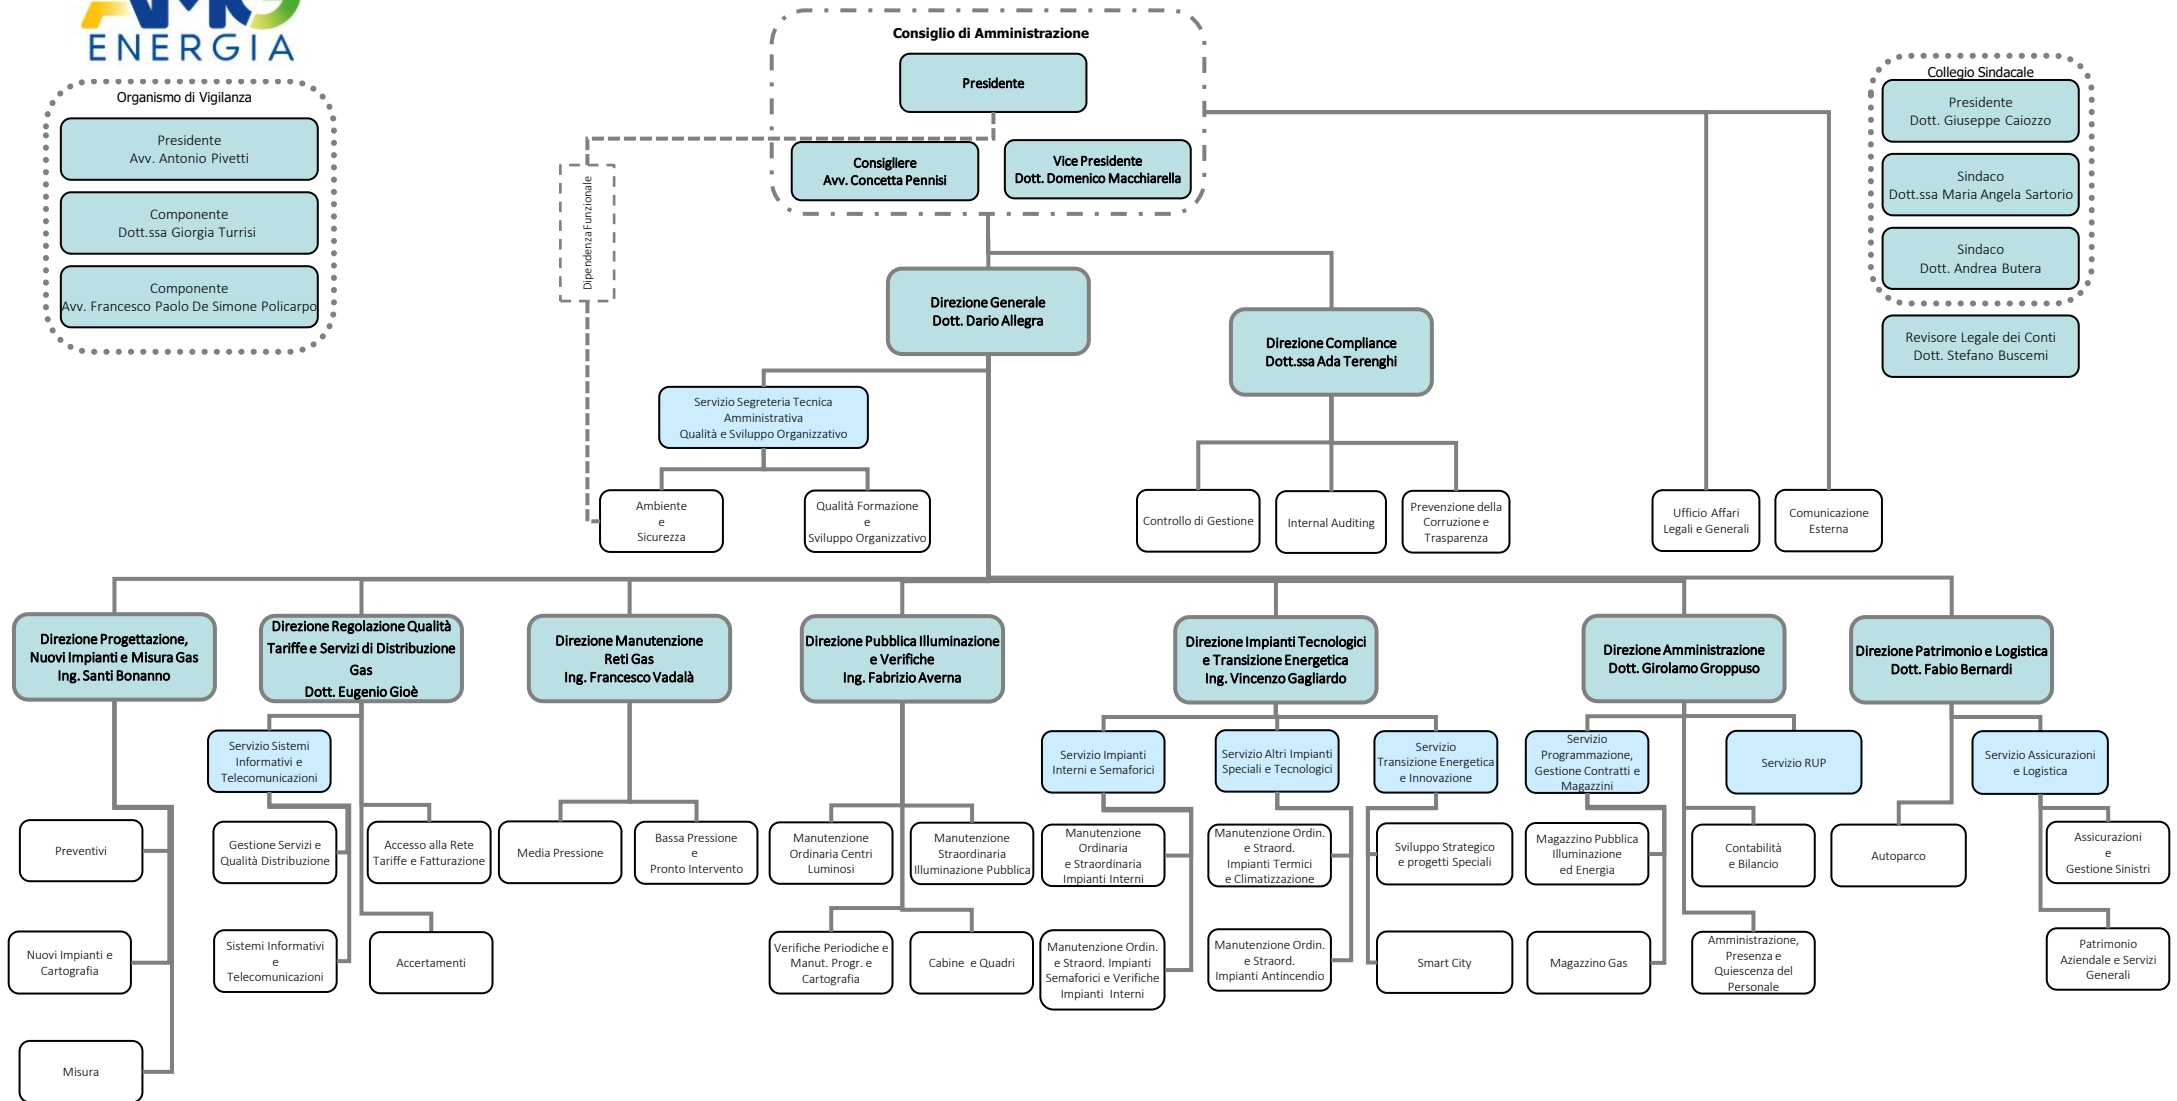 AMG
ENERGIA
Organismo di Vigilanza
Presidente
Avv. Antonio Pivetti
Componente
Dott.ssa Giorgia Turrisi
Componente
Avv. Francesco Paolo De Simone Policarpo
Consiglio di Amministrazione
Presidente
Consigliere
Avv. Concetta Pennisi
Vice Presidente
Dott. Domenico Macchiarella
Collegio Sindacale
Presidente
Dott. Giuseppe Caiozzo
Sindaco
Dott.ssa Maria Angela Sartorio
Sindaco
Dott. Andrea Butera
Revisore Legale dei Conti
Dott. Stefano Buscemi
Dipendenza Funzionale
Direzione Generale
Dott. Dario Allegra
Direzione Compliance
Dott.ssa Ada Terenghi
Servizio Segreteria Tecnica
Amministrativa
Qualità e Sviluppo Organizzativo
Ambiente
e
Sicurezza
Qualità Formazione
e
Sviluppo Organizzativo
Controllo di Gestione
Internal Auditing
Prevenzione della
Corruzione e
Trasparenza
Ufficio Affari
Legali e Generali
Comunicazione
Esterna
Direzione Progettazione,
Nuovi Impianti e Misura Gas
Ing. Santi Bonanno
Direzione Regolazione Qualità
Tariffe e Servizi di Distribuzione
Gas
Dott. Eugenio Gioè
Direzione Manutenzione
Reti Gas
Ing. Francesco Vadalà
Direzione Pubblica Illuminazione
e Verifiche
Ing. Fabrizio Averna
Direzione Impianti Tecnologici
e Transizione Energetica
Ing. Vincenzo Gagliardo
Direzione Amministrazione
Dott. Girolamo Groppuso
Direzione Patrimonio e Logistica
Dott. Fabio Bernardi
Servizio Sistemi
Informativi e
Telecomunicazioni
Servizio Impianti
Interni e Semaforici
Servizio Altri Impianti
Speciali e Tecnologici
Servizio
Transizione Energetica
e Innovazione
Servizio
Programmazione,
Gestione Contratti e
Magazzini
Servizio RUP
Servizio Assicurazioni
e Logistica
Preventivi
Gestione Servizi e
Qualità Distribuzione
Accesso alla Rete
Tariffe e Fatturazione
Media Pressione
Bassa Pressione
e
Pronto Intervento
Manutenzione
Ordinaria Centri
Luminosi
Manutenzione
Straordinaria
Illuminazione Pubblica
Manutenzione
Ordinaria
e Straordinaria
Impianti Interni
Manutenzione Ordin.
e Straord.
Impianti Termici
e Climatizzazione
Sviluppo Strategico
e progetti Speciali
Magazzino Pubblica
Illuminazione
ed Energia
Contabilità
e Bilancio
Autoparco
Assicurazioni
e
Gestione Sinistri
Nuovi Impianti e
Cartografia
Sistemi Informativi
e
Telecomunicazioni
Accertamenti
Verifiche Periodiche e
Manut. Progr. e
Cartografia
Cabine e Quadri
Manutenzione Ordin.
e Straord. Impianti
Semaforici e Verifiche
Impianti Interni
Manutenzione Ordin.
e Straord.
Impianti Antincendio
Smart City
Magazzino Gas
Amministrazione,
Presenza e
Quiescenza del
Personale
Patrimonio
Aziendale e Servizi
Generali
Misura